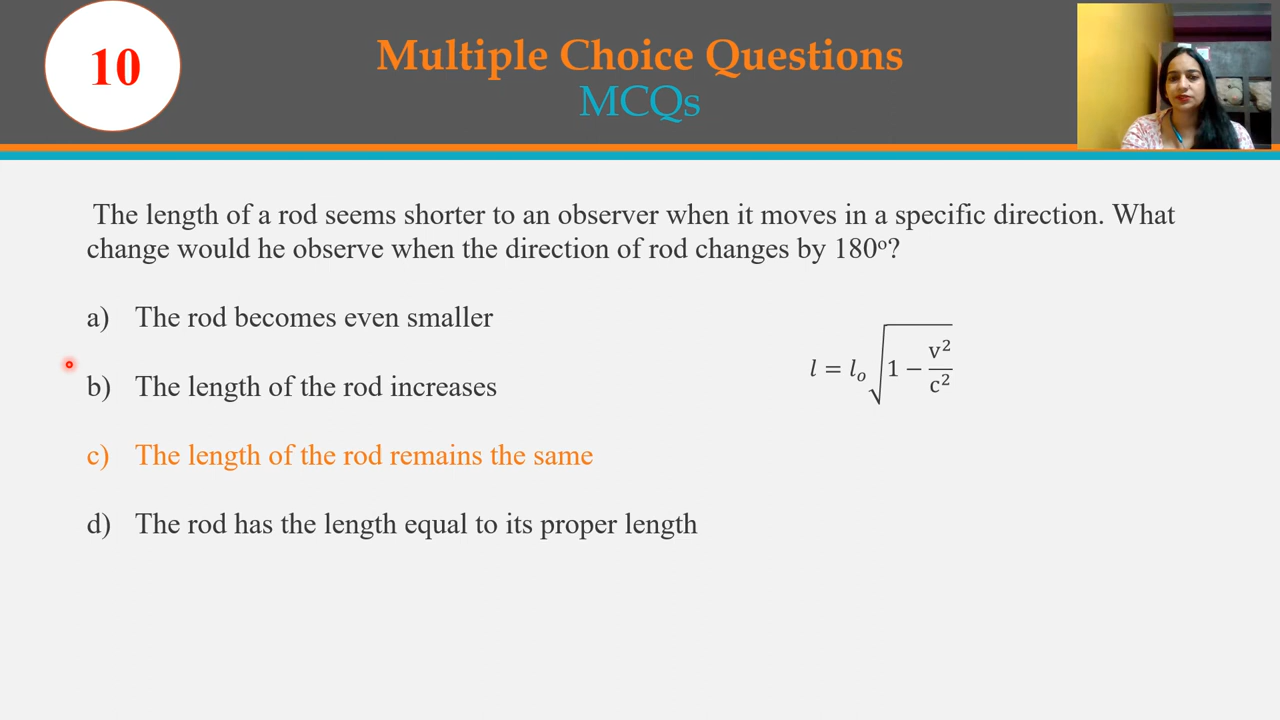 10
Multiple Choice Questions
MCQs
The length of a rod seems shorter to an observer when it moves in a specific direction. What
change would he observe when the direction of rod changes by 180º?
a) The rod becomes even smaller
b) The length of the rod increases
c) The length of the rod remains the same
d) The rod has the length equal to its proper length
l = lₒ √(1 − v²/c²)